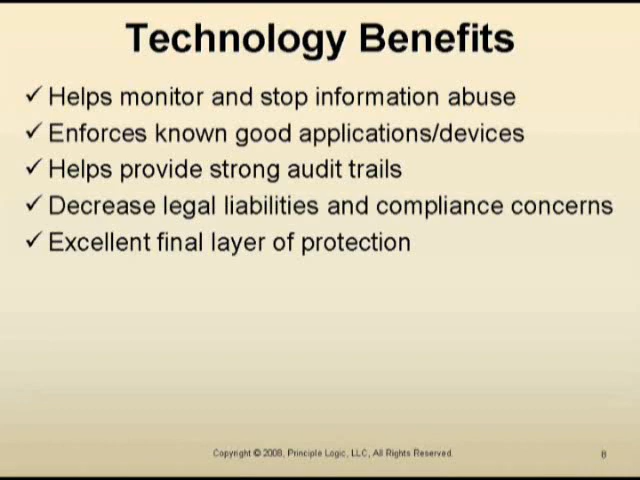 Technology Benefits
✓ Helps monitor and stop information abuse
✓ Enforces known good applications/devices
✓ Helps provide strong audit trails
✓ Decrease legal liabilities and compliance concerns
✓ Excellent final layer of protection
Copyright © 2008, Principle Logic, LLC, All Rights Reserved.
8